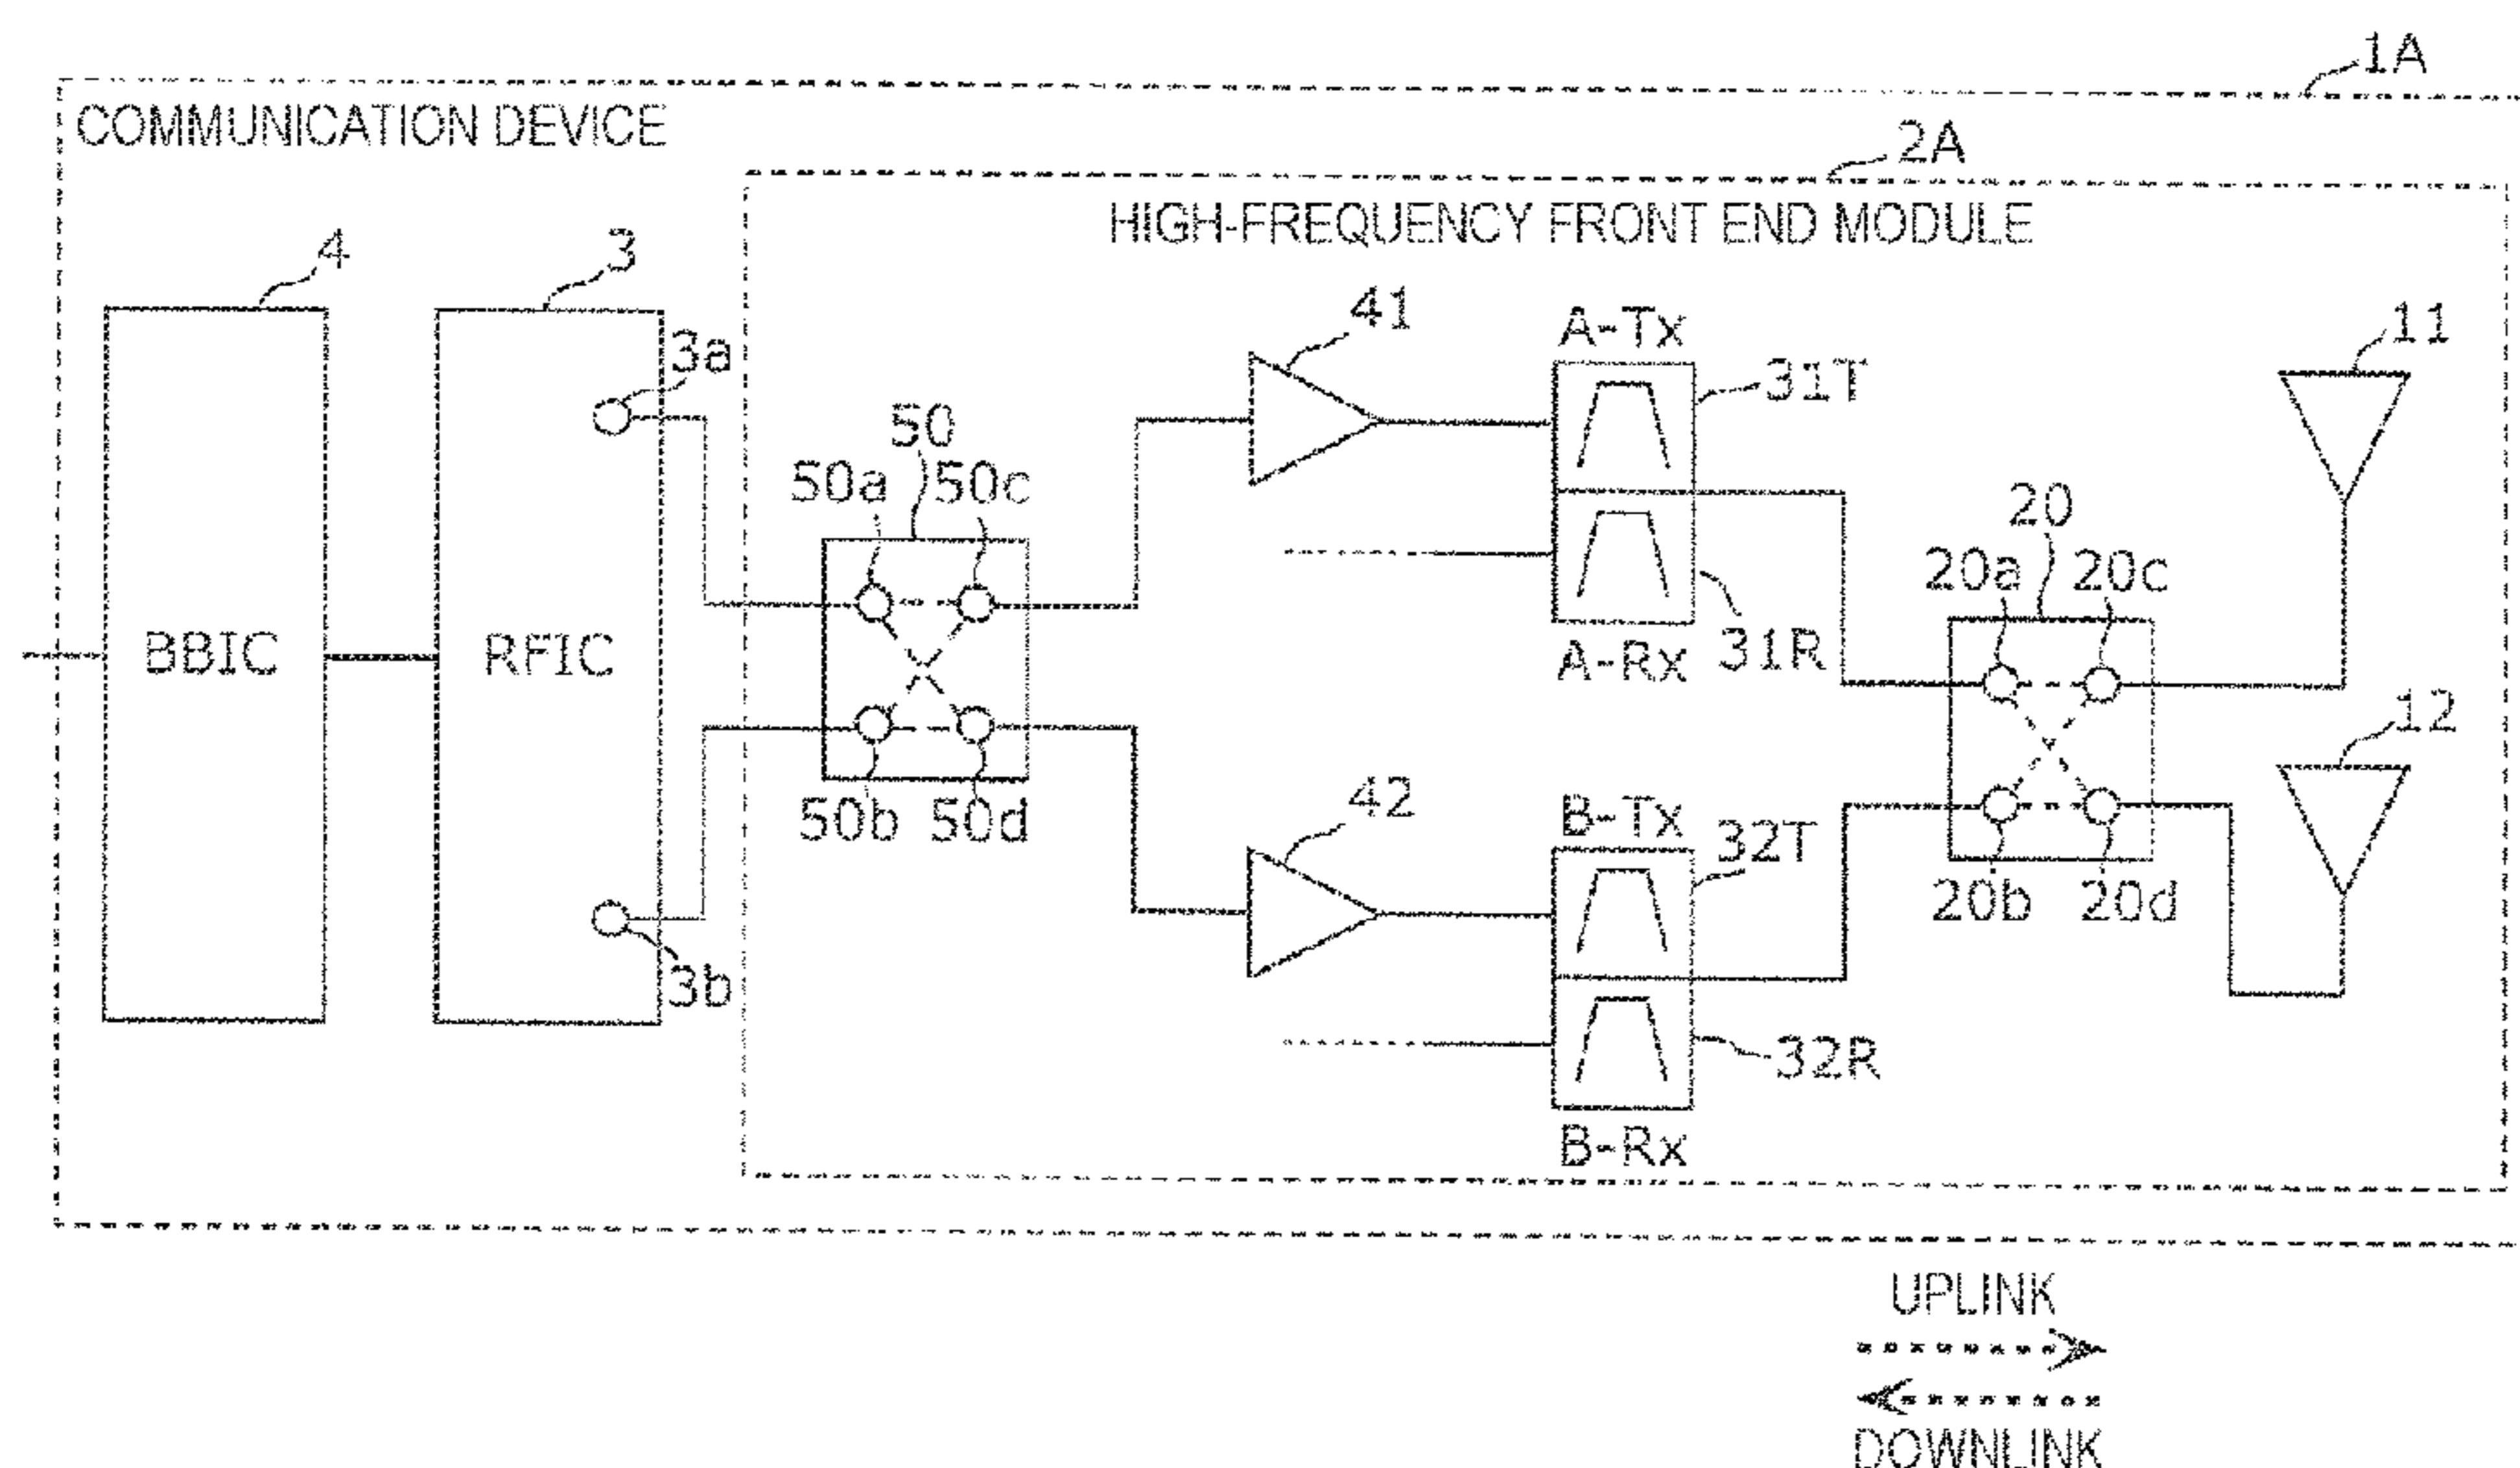 1A
COMMUNICATION DEVICE
2A
HIGH-FREQUENCY FRONT END MODULE
4
3
3a
41
A-Tx
11
31T
50
50a 50c
20
20a 20c
BBIC
RFIC
A-Rx
31R
12
50b 50d
42
B-Tx
32T
20b 20d
3b
32R
B-Rx
UPLINK
DOWNLINK